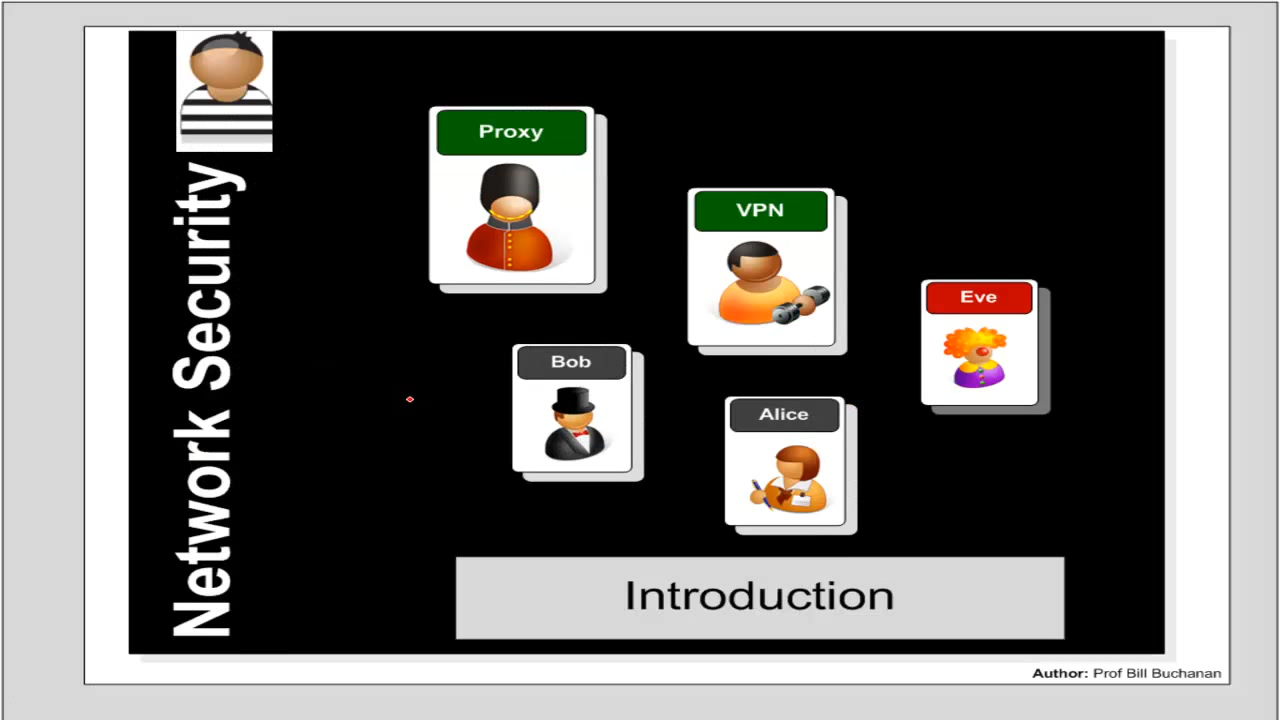 Network Security
Proxy
VPN
Eve
Bob
Alice
Introduction
Author: Prof Bill Buchanan